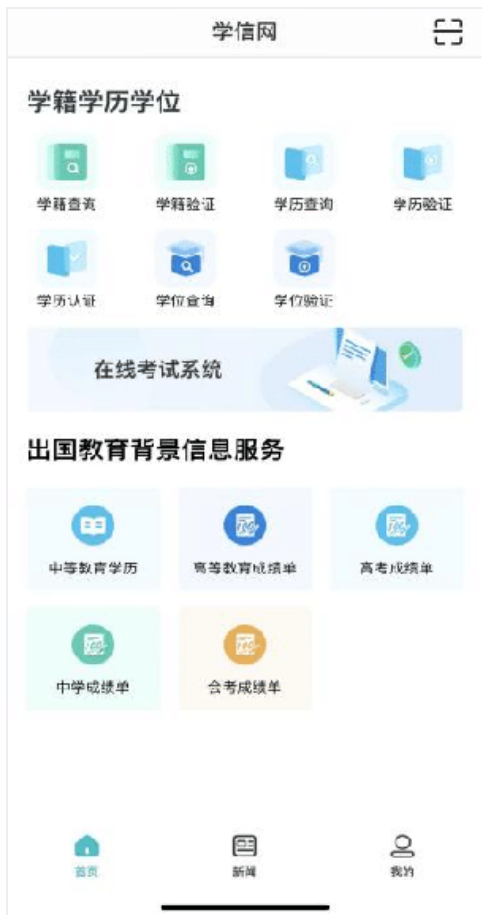 学信网
学籍学历学位
学籍查询 学籍验证 学历查询 学历验证
学历认证 学位查询 学位验证
在线考试系统
出国教育背景信息服务
中等教育学历 高等教育成绩单 高考成绩单
中学成绩单 会考成绩单
首页 新闻 我的